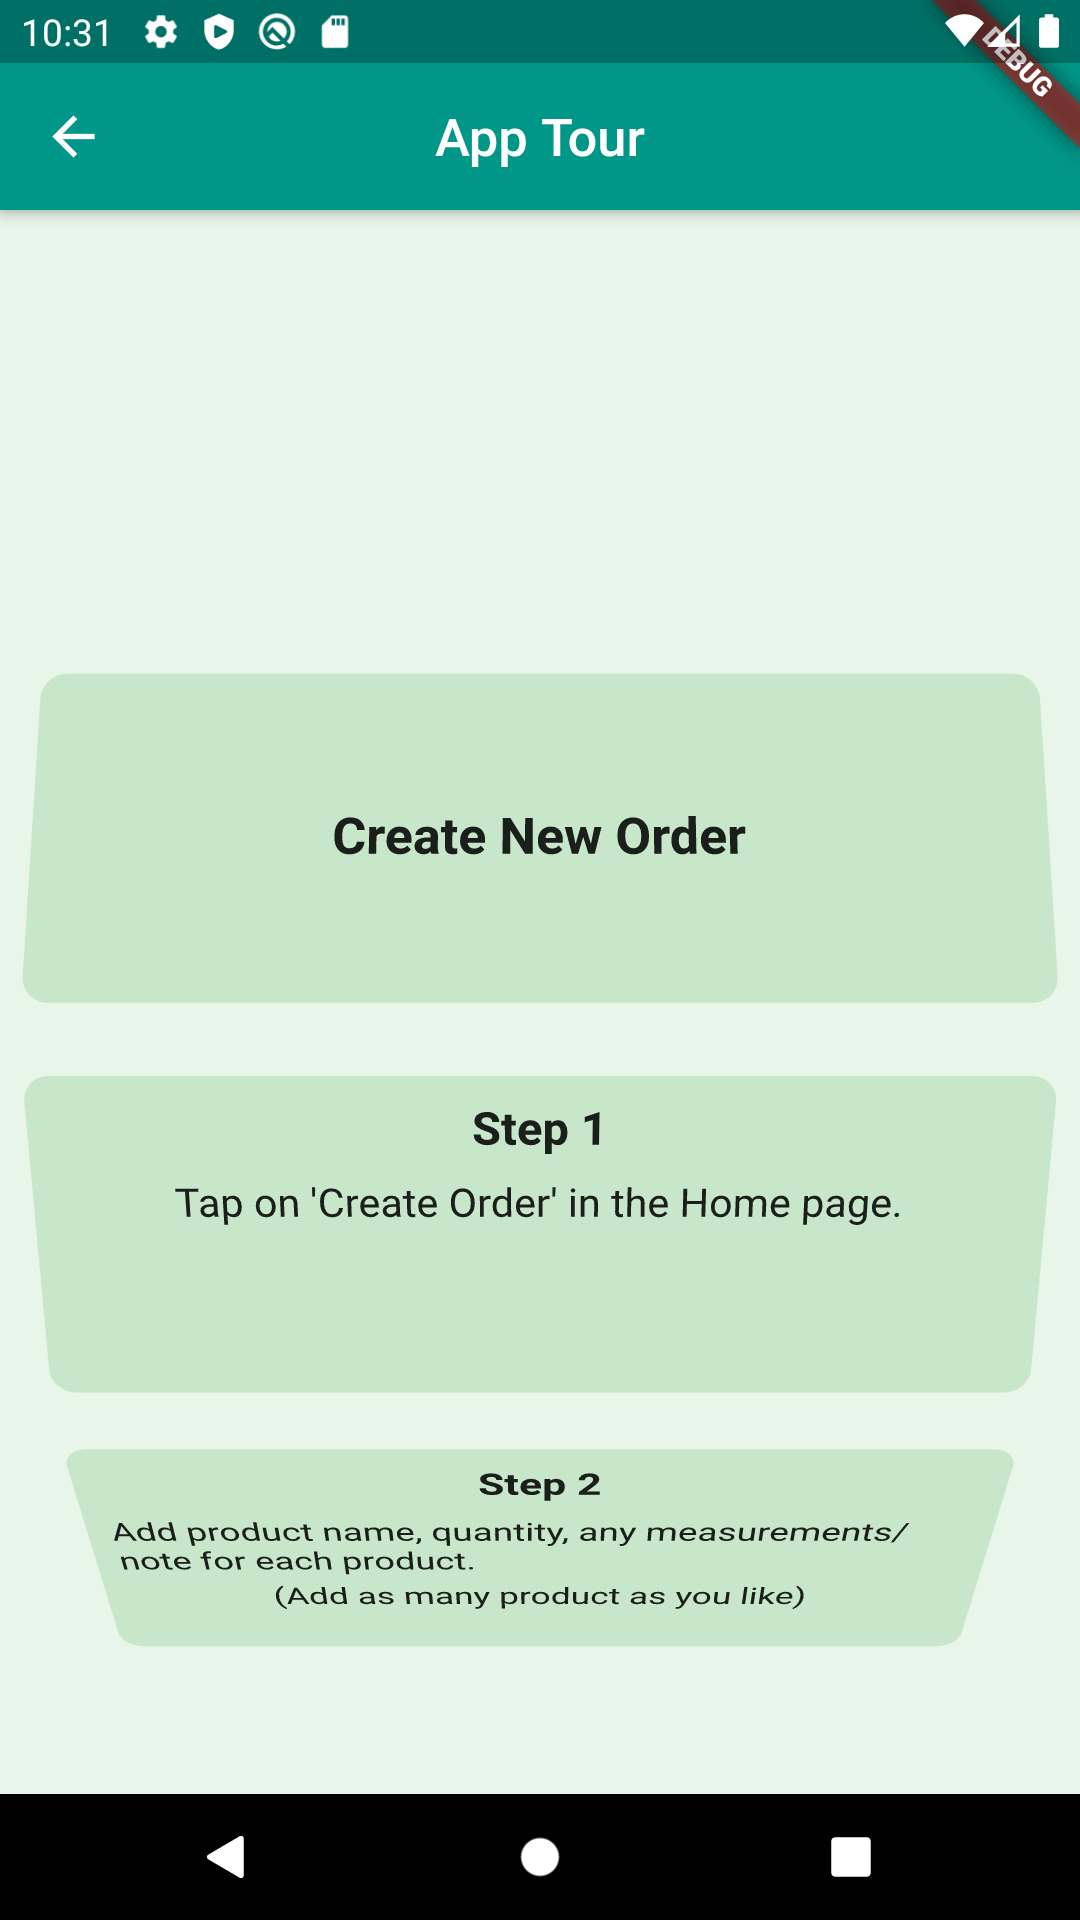 10:31
DEBUG
App Tour
Create New Order
Step 1
Tap on 'Create Order' in the Home page.
Step 2
Add product name, quantity, any measurements/
note for each product.
(Add as many product as you like)